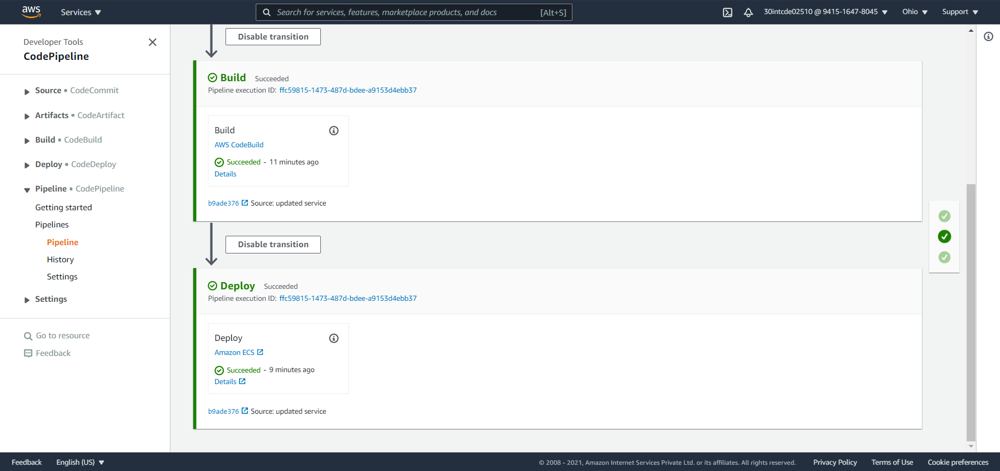 aws
Services
Search for services, features, marketplace products, and docs [Alt+S]
30intcde02510 @ 9415-1647-8045
Ohio
Support
Developer Tools
CodePipeline
Source • CodeCommit
Artifacts • CodeArtifact
Build • CodeBuild
Deploy • CodeDeploy
Pipeline • CodePipeline
Getting started
Pipelines
Pipeline
History
Settings
Settings
Go to resource
Feedback
Disable transition
Build Succeeded
Pipeline execution ID: ffc59815-1473-487d-bdee-a9153d4ebb37
Build
AWS CodeBuild
Succeeded - 11 minutes ago
Details
b9ade376 Source: updated service
Disable transition
Deploy Succeeded
Pipeline execution ID: ffc59815-1473-487d-bdee-a9153d4ebb37
Deploy
Amazon ECS
Succeeded - 9 minutes ago
Details
b9ade376 Source: updated service
Feedback
English (US)
© 2008 - 2021, Amazon Internet Services Private Ltd. or its affiliates. All rights reserved.
Privacy Policy
Terms of Use
Cookie preferences